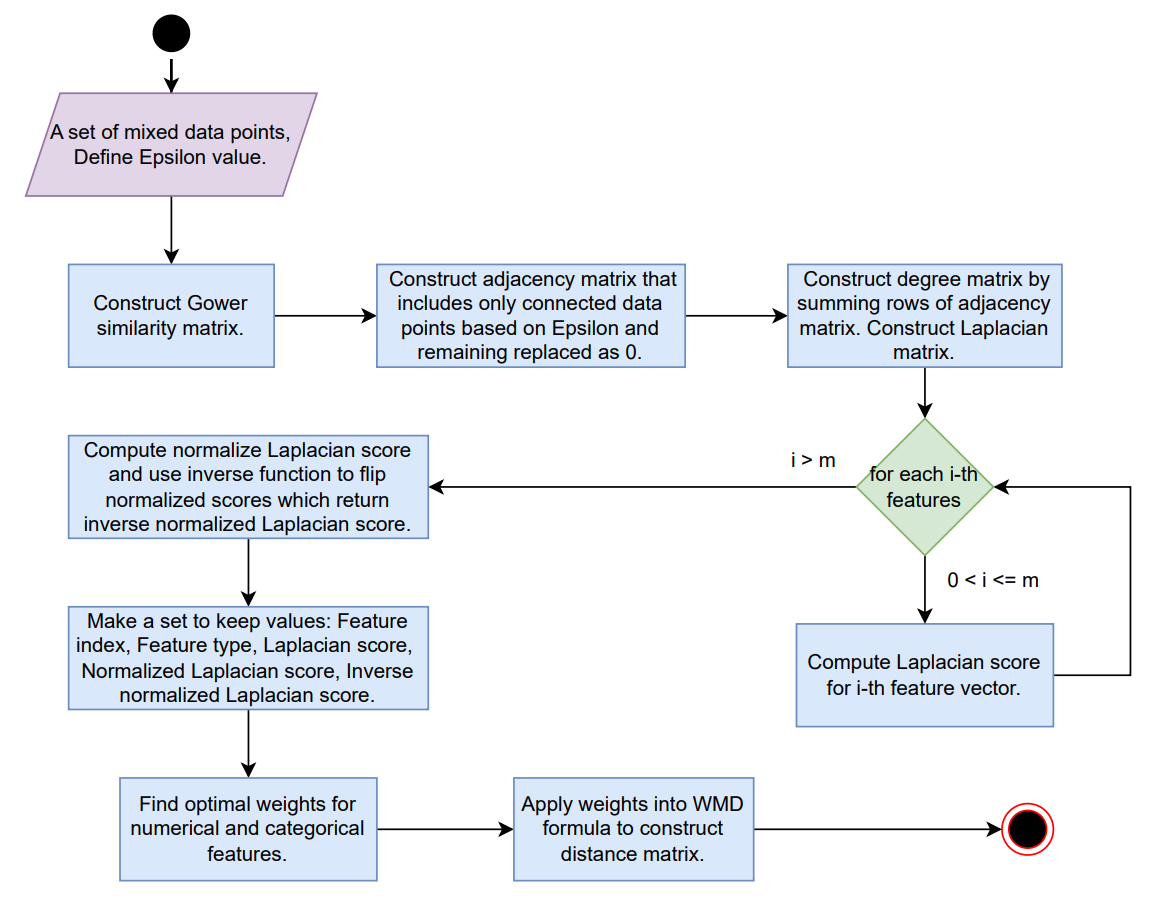 A set of mixed data points,
Define Epsilon value.
Construct Gower
similarity matrix.
Construct adjacency matrix that
includes only connected data
points based on Epsilon and
remaining replaced as 0.
Construct degree matrix by
summing rows of adjacency
matrix. Construct Laplacian
matrix.
for each i-th
features
i > m
0 < i <= m
Compute Laplacian score
for i-th feature vector.
Compute normalize Laplacian score
and use inverse function to flip
normalized scores which return
inverse normalized Laplacian score.
Make a set to keep values: Feature
index, Feature type, Laplacian score,
Normalized Laplacian score, Inverse
normalized Laplacian score.
Find optimal weights for
numerical and categorical
features.
Apply weights into WMD
formula to construct
distance matrix.